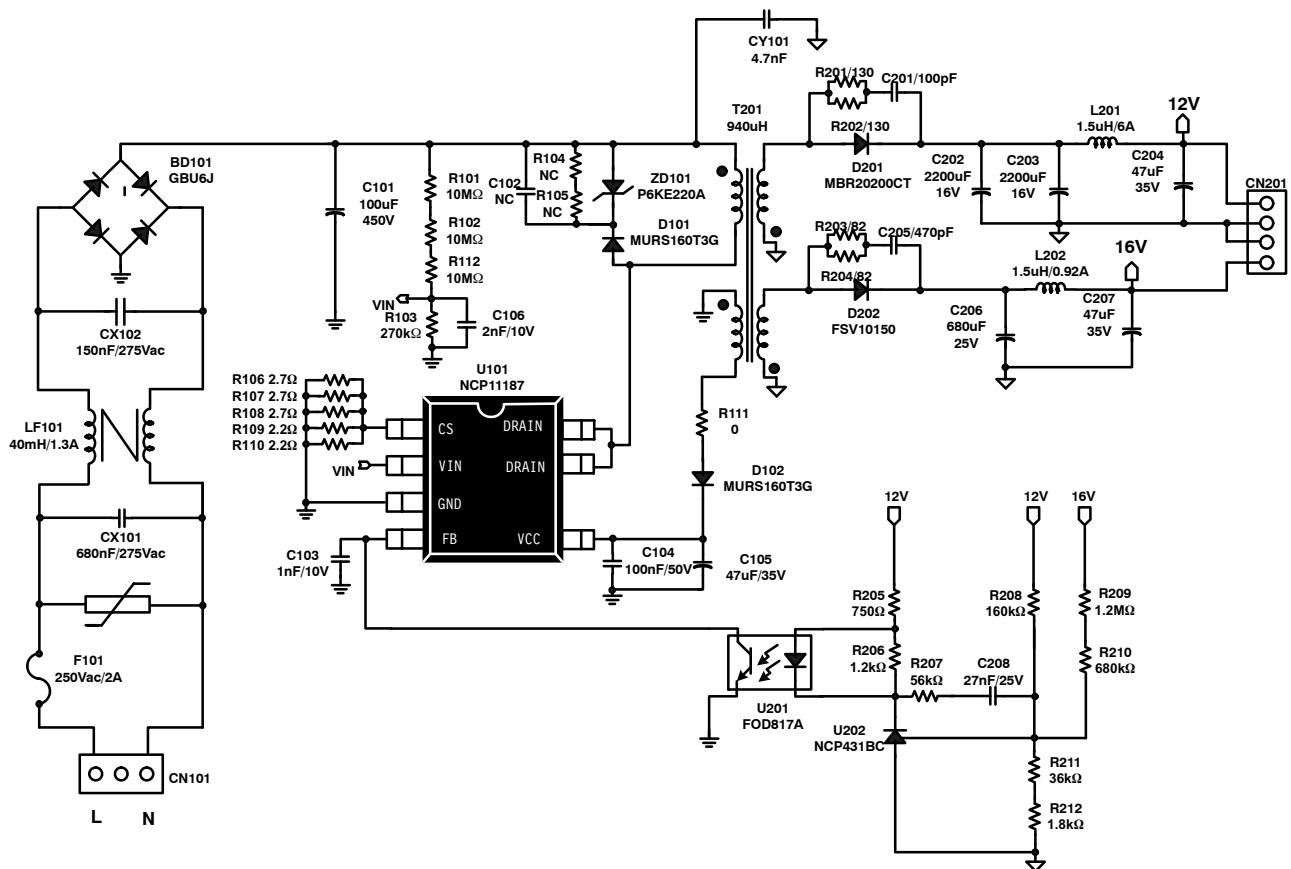 CY101
4.7nF
R201/130
C201/100pF
T201
940uH
R202/130
D201
MBR20200CT
L201
1.5uH/6A
12V
BD101
GBU6J
C101
100uF
450V
R101
10MΩ
R102
10MΩ
R112
10MΩ
C102
NC
R104
NC
R105
NC
ZD101
P6KE220A
D101
MURS160T3G
C202
2200uF
16V
C203
2200uF
16V
C204
47uF
35V
CN201
R203/82
C205/470pF
R204/82
D202
FSV10150
L202
1.5uH/0.92A
16V
C206
680uF
25V
C207
47uF
35V
VIN
R103
270kΩ
C106
2nF/10V
CX102
150nF/275Vac
U101
NCP11187
R106 2.7Ω
R107 2.7Ω
R108 2.7Ω
R109 2.2Ω
R110 2.2Ω
VIN
CS
VIN
GND
FB
DRAIN
DRAIN
VCC
R111
0
D102
MURS160T3G
LF101
40mH/1.3A
CX101
680nF/275Vac
C103
1nF/10V
C104
100nF/50V
C105
47uF/35V
12V
12V
16V
R205
750Ω
R208
160kΩ
R209
1.2MΩ
R206
1.2kΩ
R207
56kΩ
C208
27nF/25V
R210
680kΩ
F101
250Vac/2A
U201
FOD817A
U202
NCP431BC
R211
36kΩ
R212
1.8kΩ
CN101
L N